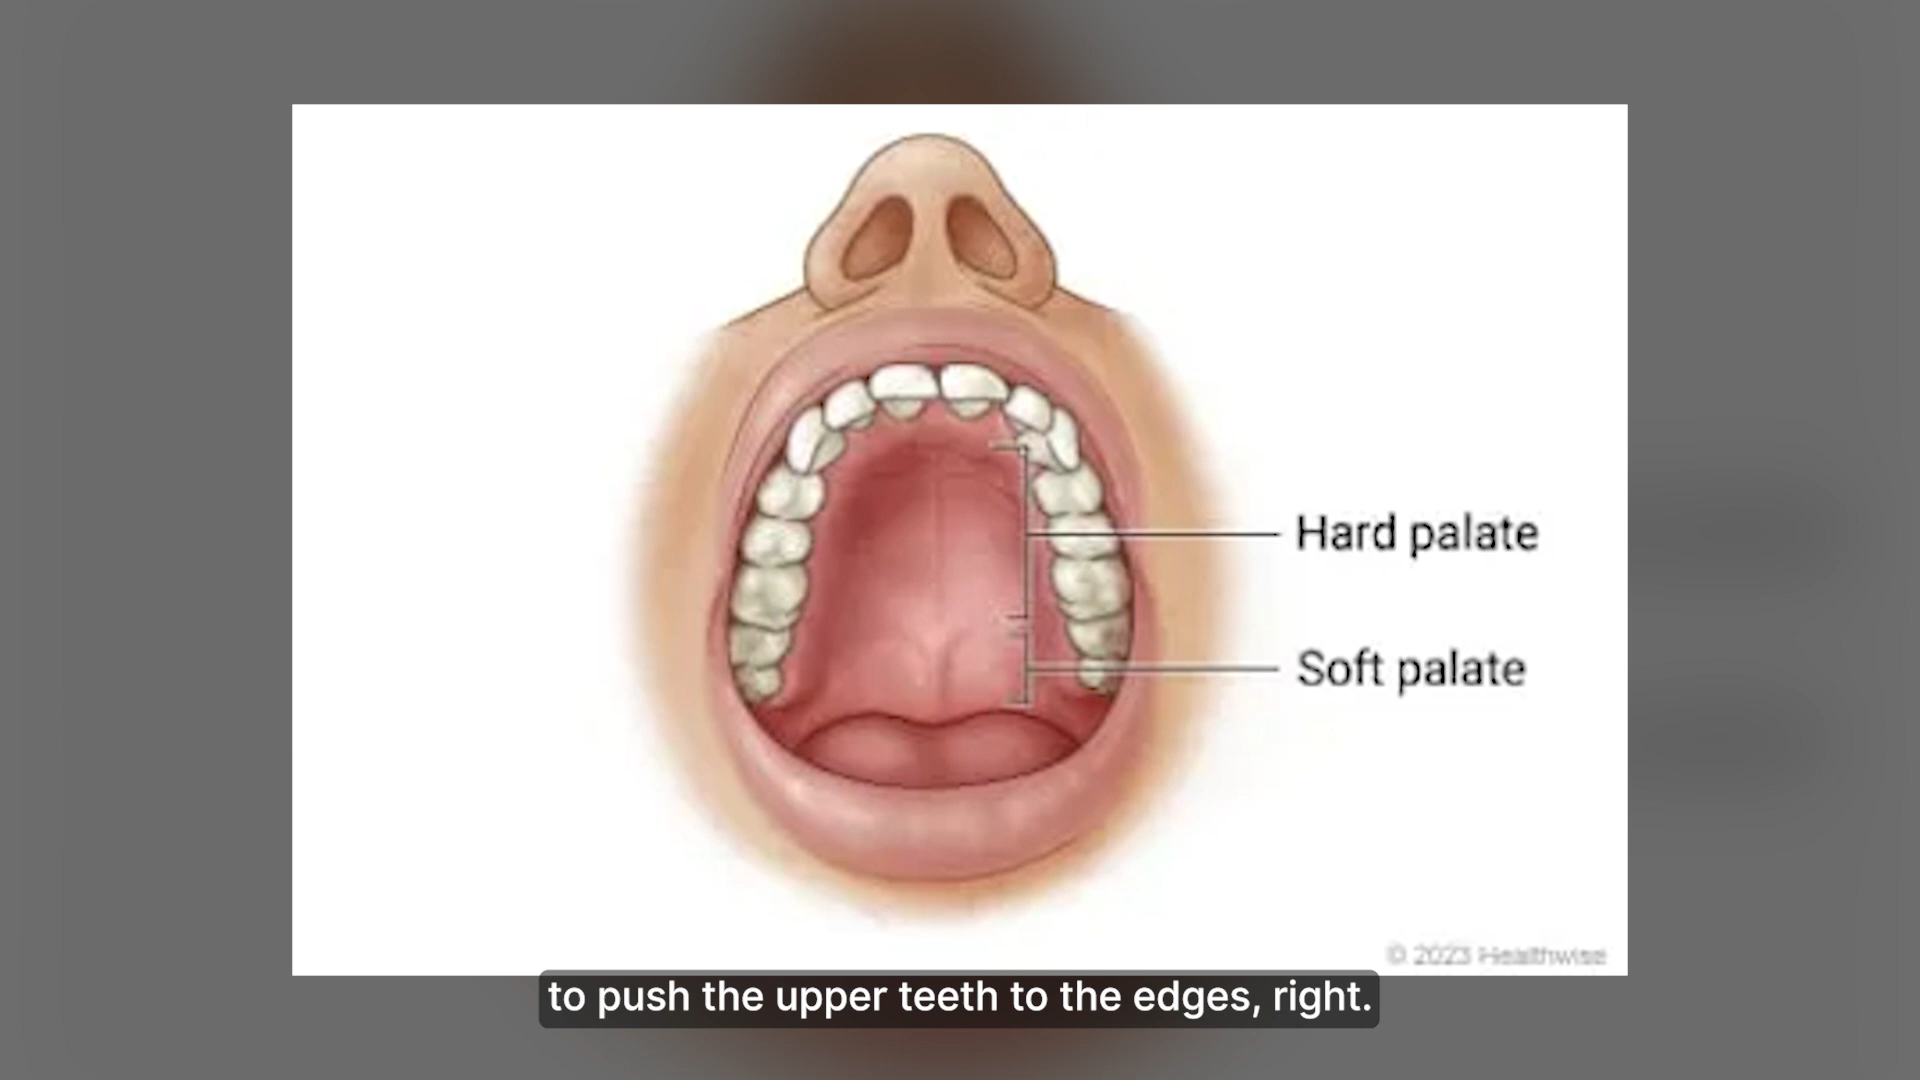 Hard palate
Soft palate
© 2023 Healthwise
to push the upper teeth to the edges, right.